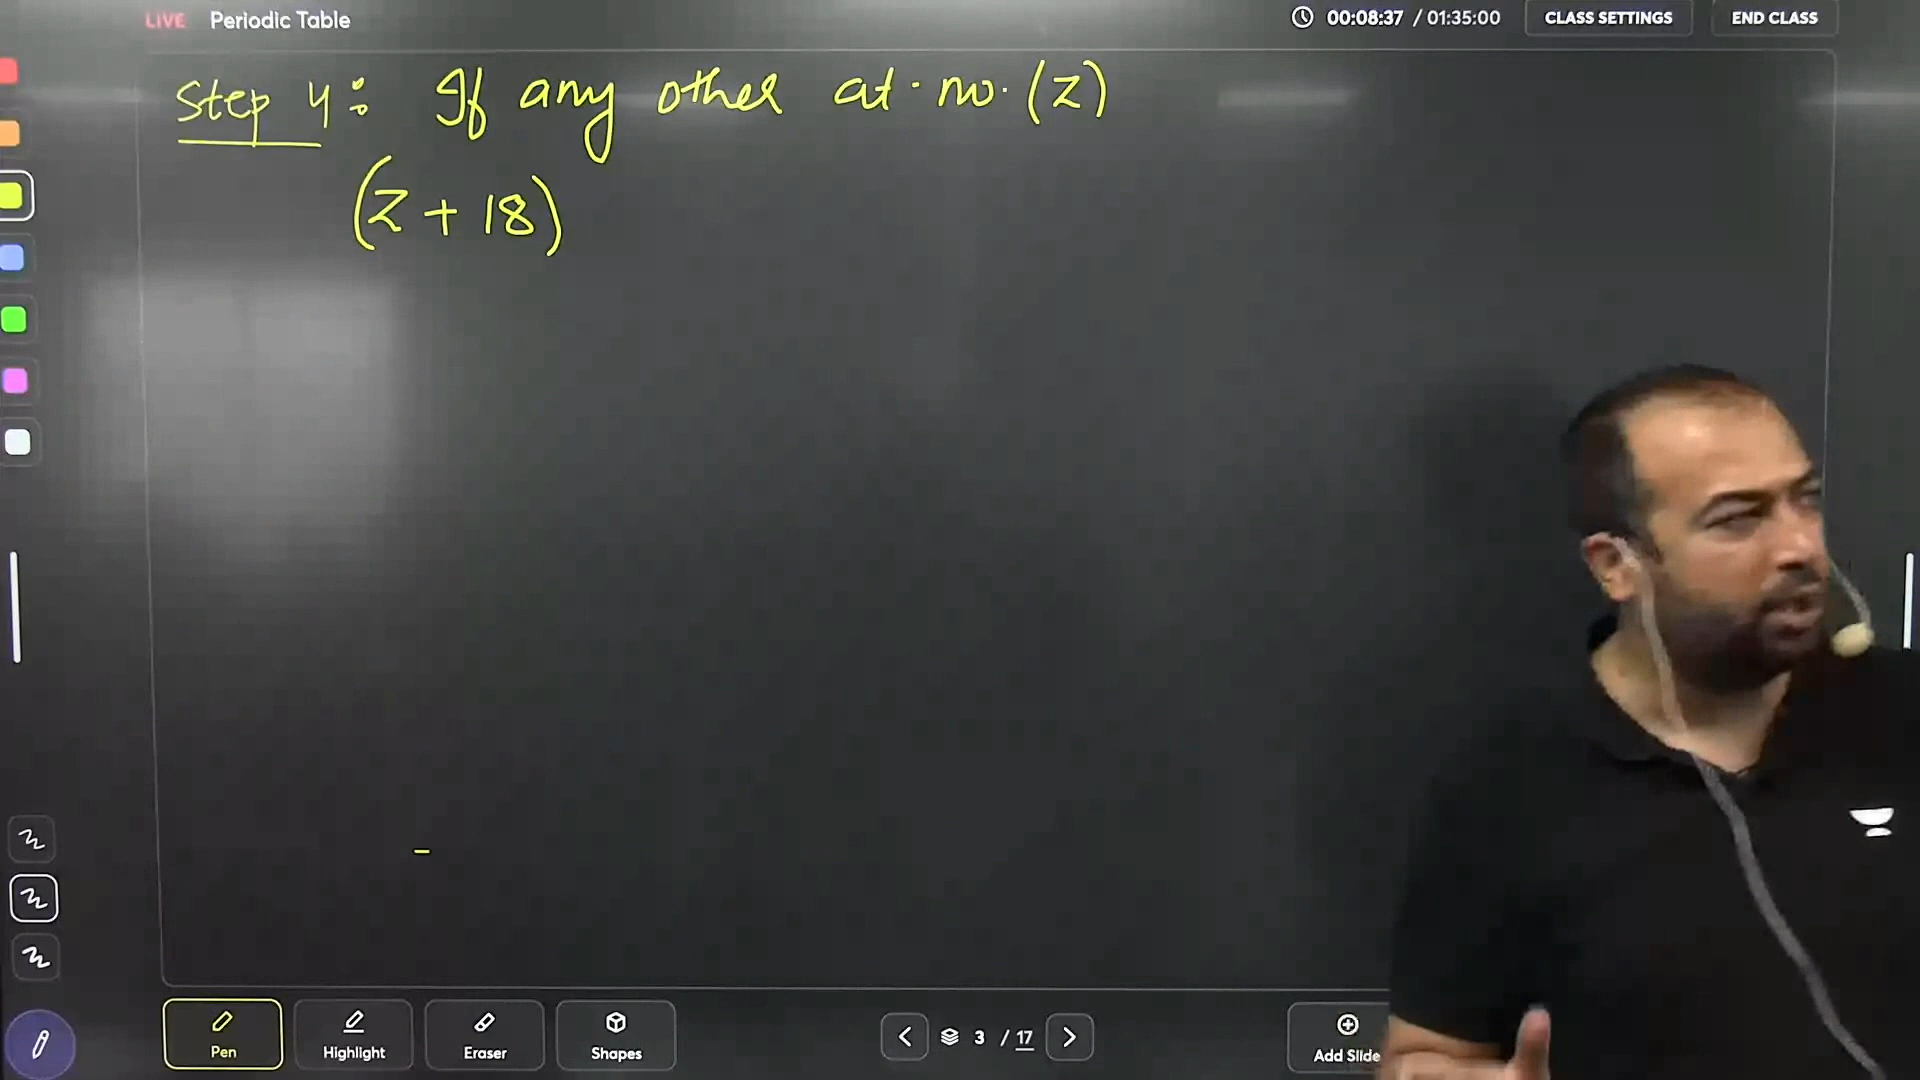 LIVE Periodic Table 00:08:37 / 01:35:00 CLASS SETTINGS END CLASS
Step 4: If any other at. no. (Z)
(Z + 18)
Pen Highlight Eraser Shapes 3 / 17 Add Slide